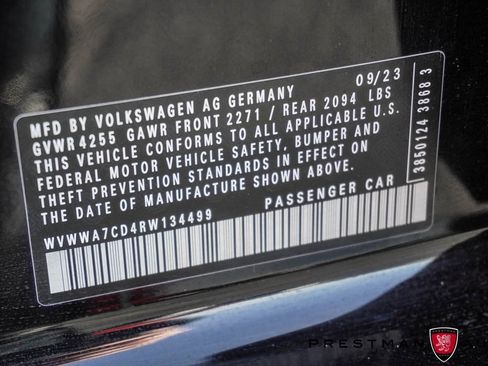 MFD BY VOLKSWAGEN AG GERMANY 09/23
GVWR 4255 GAWR FRONT 2271 / REAR 2094 LBS
THIS VEHICLE CONFORMS TO ALL APPLICABLE U.S.
FEDERAL MOTOR VEHICLE SAFETY, BUMPER AND
THEFT PREVENTION STANDARDS IN EFFECT ON
THE DATE OF MANUFACTURE SHOWN ABOVE.
WVWWA7CD4RW134499 PASSENGER CAR
3850124 3868 3
PRESTMAN